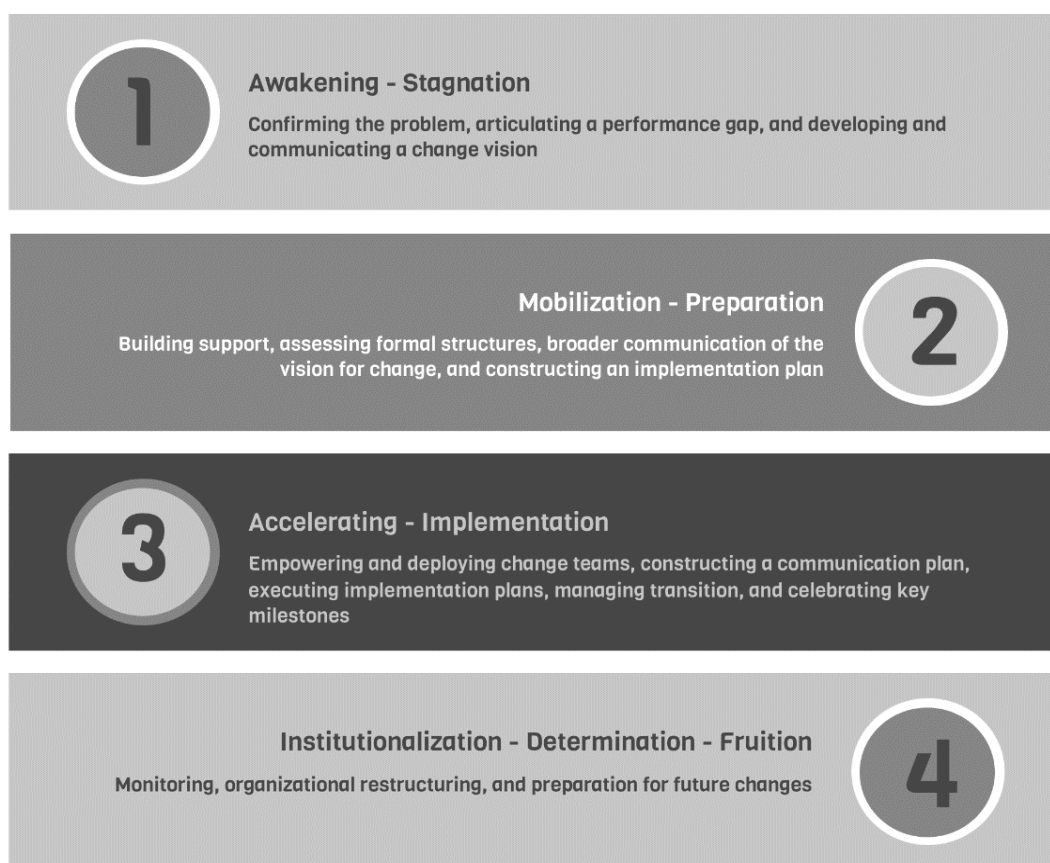 1
Awakening - Stagnation
Confirming the problem, articulating a performance gap, and developing and
communicating a change vision
Mobilization - Preparation
2
Building support, assessing formal structures, broader communication of the
vision for change, and constructing an implementation plan
3
Accelerating - Implementation
Empowering and deploying change teams, constructing a communication plan,
executing implementation plans, managing transition, and celebrating key
milestones
Institutionalization - Determination - Fruition
4
Monitoring, organizational restructuring, and preparation for future changes